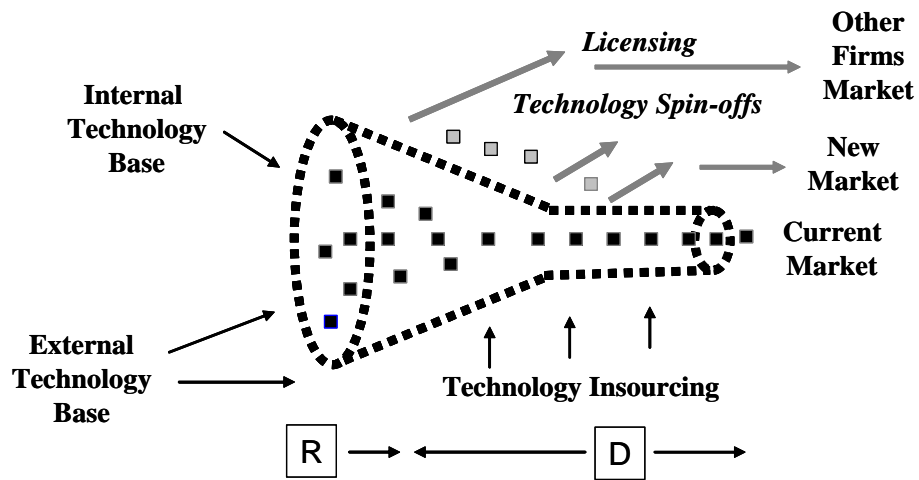 Other
Firms
Market
Licensing
Technology Spin-offs
Internal
Technology
Base
New
Market
Current
Market
External
Technology
Base
Technology Insourcing
R
D